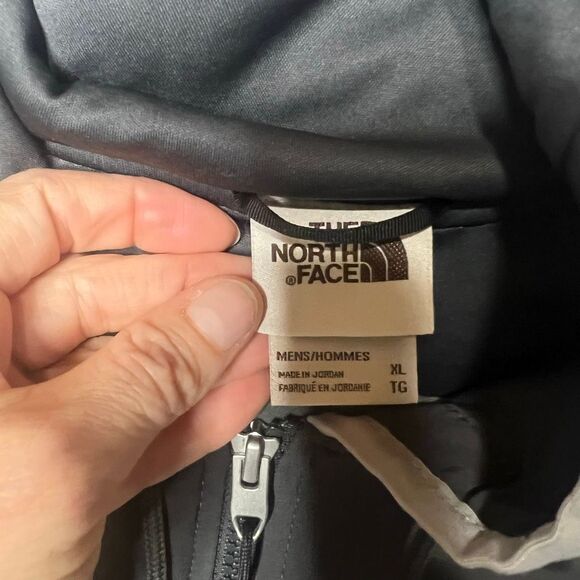 THE
NORTH
FACE
®
MENS/HOMMES
MADE IN JORDAN XL
FABRIQUÉ EN JORDANIE TG